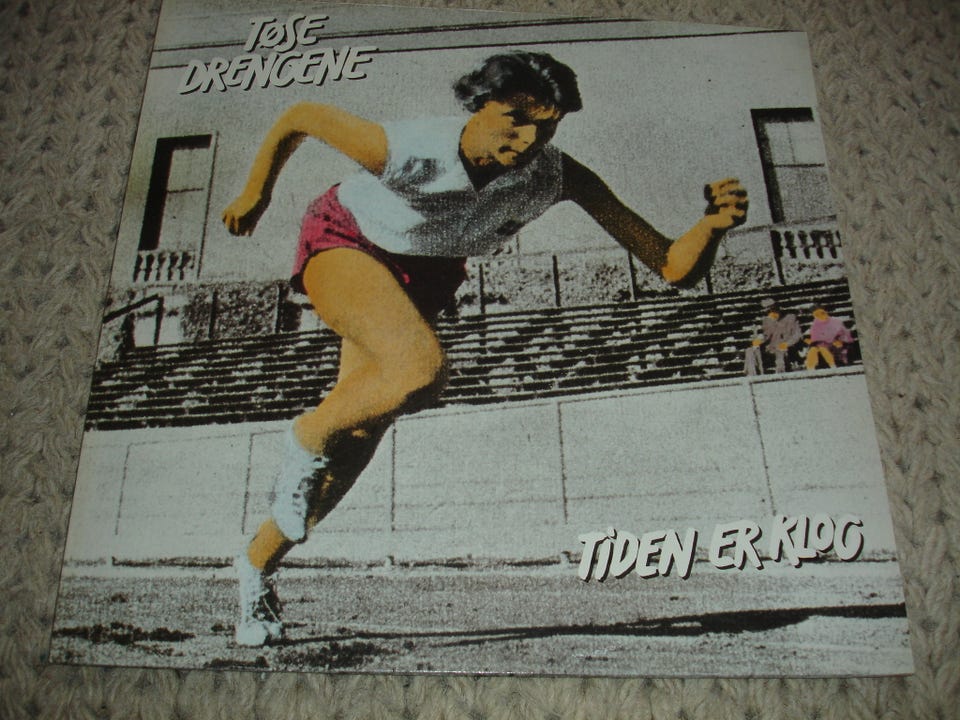 TØSE
DRENGENE
TIDEN ER KLOG